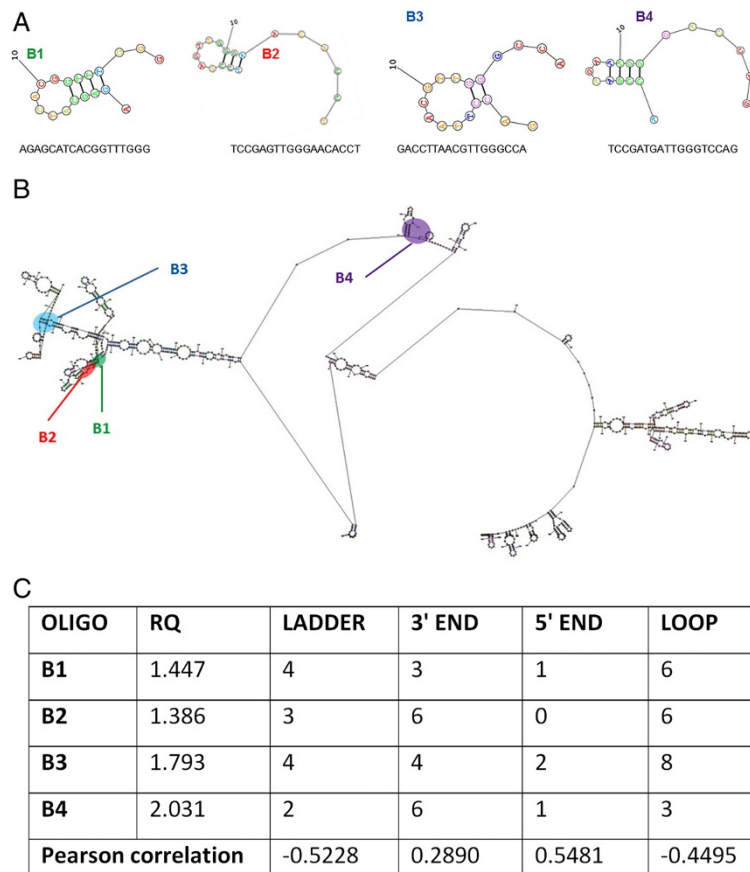 A
B1
10
B2
10
B3
10
B4
10
AGAGCATCACGGTTTGGG
TCCGAGTTGGGAACACCT
GACCTTAACGTTGGGCCA
TCCGATGATTGGGTCCAG
B
B3
B4
B2
B1
C
OLIGO RQ LADDER 3' END 5' END LOOP
B1 1.447 4 3 1 6
B2 1.386 3 6 0 6
B3 1.793 4 4 2 8
B4 2.031 2 6 1 3
Pearson correlation -0.5228 0.2890 0.5481 -0.4495